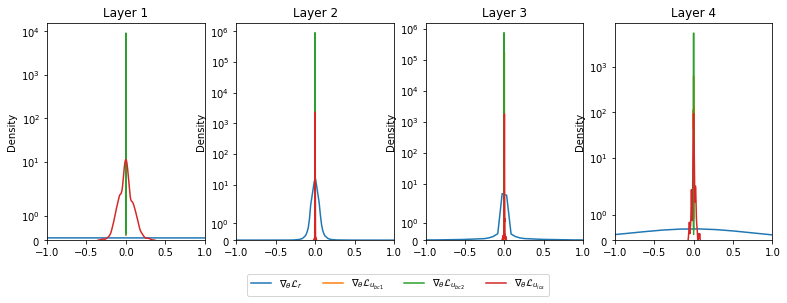 Layer 1 Layer 2 Layer 3 Layer 4
Density Density Density Density
10⁴ 10⁶ 10⁶
10³ 10⁵ 10⁵ 10³
10² 10⁴ 10⁴ 10²
10¹ 10³ 10³ 10¹
10⁰ 10² 10² 10⁰
0 10¹ 10¹ 0
10⁰ 10⁰
0 0
−1.0 −0.5 0.0 0.5 1.0 −1.0 −0.5 0.0 0.5 1.0 −1.0 −0.5 0.0 0.5 1.0 −1.0 −0.5 0.0 0.5 1.0
∇θℒr ∇θℒu_bc1 ∇θℒu_bc2 ∇θℒu_ics